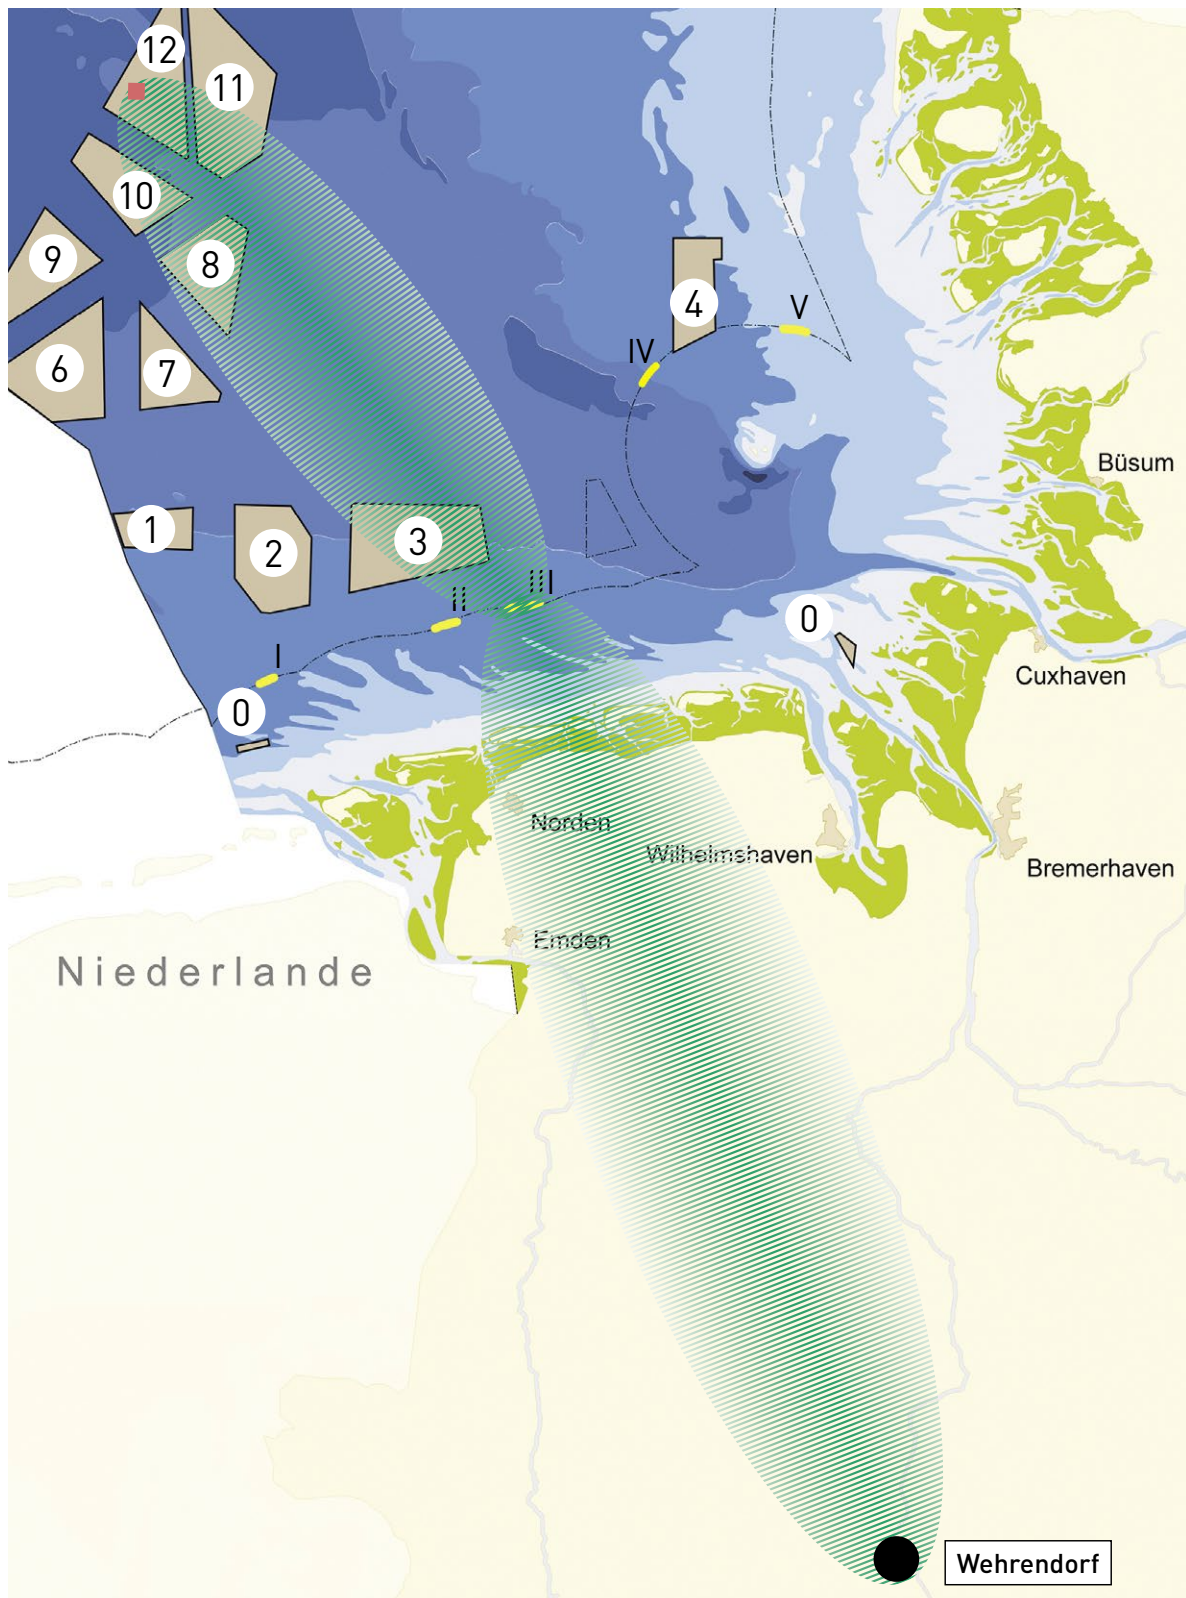 12
11
10
9
8
7
6
4
V
IV
Büsum
1
2
3
II
III
0
I
Cuxhaven
0
Norden
Wilhelmshaven
Bremerhaven
Emden
Niederlande
Wehrendorf